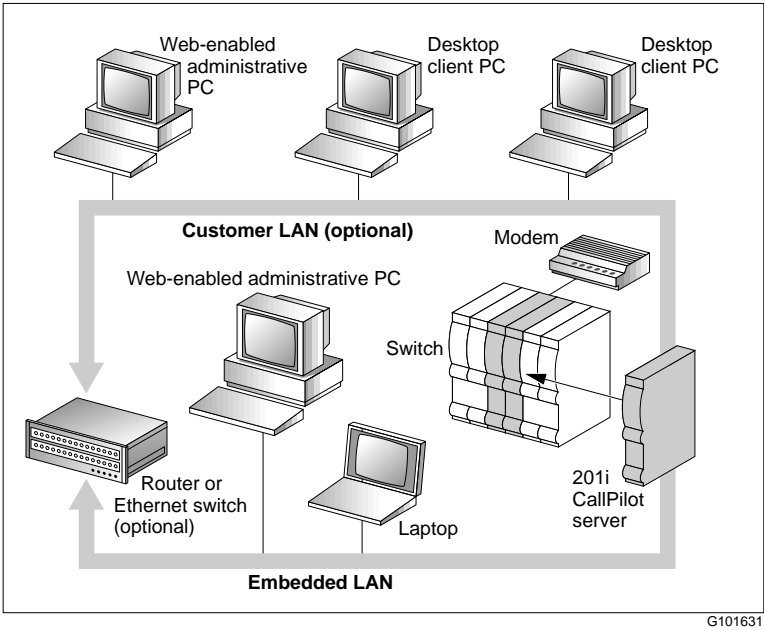 Web-enabled
administrative
PC
Desktop
client PC
Desktop
client PC
Customer LAN (optional)
Modem
Web-enabled administrative PC
Switch
Router or
Ethernet switch
(optional)
Laptop
201i
CallPilot
server
Embedded LAN
G101631